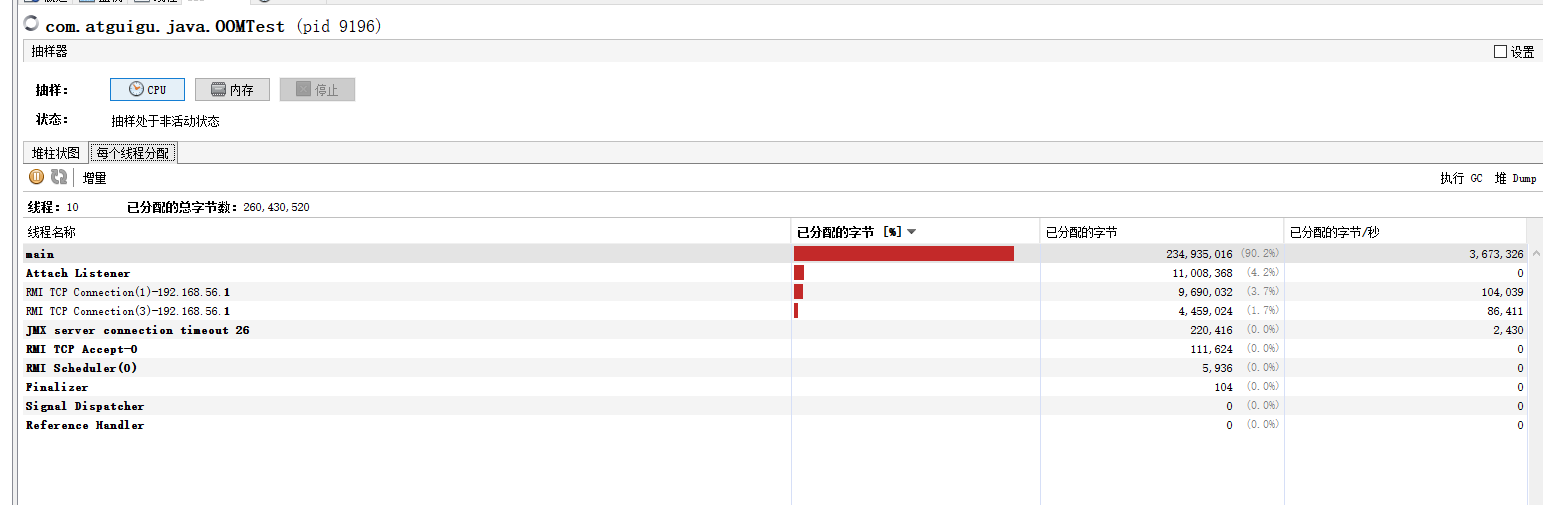 com.atguigu.java.OOMTest (pid 9196)
抽样器 设置
抽样: CPU 内存 停止
状态: 抽样处于非活动状态
堆柱状图 每个线程分配
增量 执行 GC 堆 Dump
线程: 10 已分配的总字节数: 260,430,520
线程名称 已分配的字节 [%] 已分配的字节 已分配的字节/秒
main 234,935,016 (90.2%) 3,673,326
Attach Listener 11,008,368 (4.2%) 0
RMI TCP Connection(1)-192.168.56.1 9,690,032 (3.7%) 104,039
RMI TCP Connection(3)-192.168.56.1 4,459,024 (1.7%) 86,411
JMX server connection timeout 26 220,416 (0.0%) 2,430
RMI TCP Accept-0 111,624 (0.0%) 0
RMI Scheduler(0) 5,936 (0.0%) 0
Finalizer 104 (0.0%) 0
Signal Dispatcher 0 (0.0%) 0
Reference Handler 0 (0.0%) 0